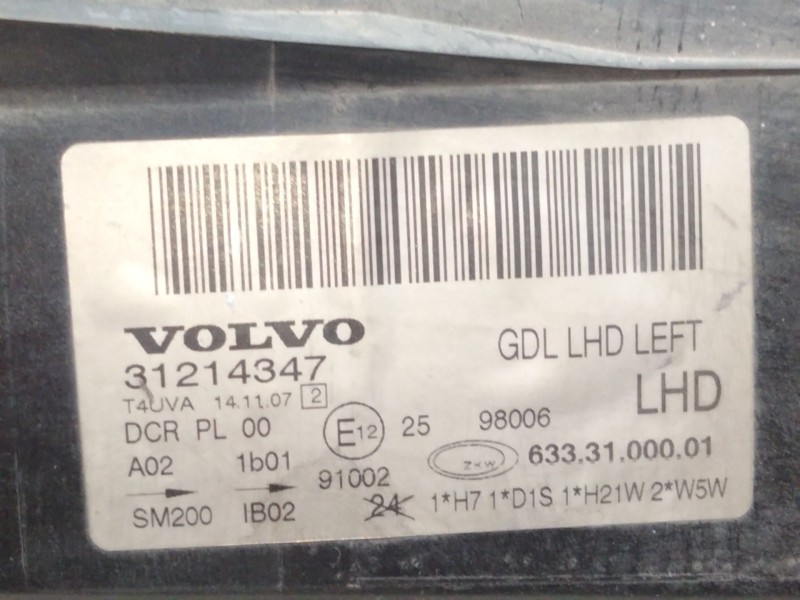 VOLVO
GDL LHD LEFT
31214347
LHD
T4UVA 14.11.07 2
DCR PL 00 E12 25 98006
A02 1b01 91002 ZKW 633.31.000.01
SM200 IB02 24 1*H7 1*D1S 1*H21W 2*W5W